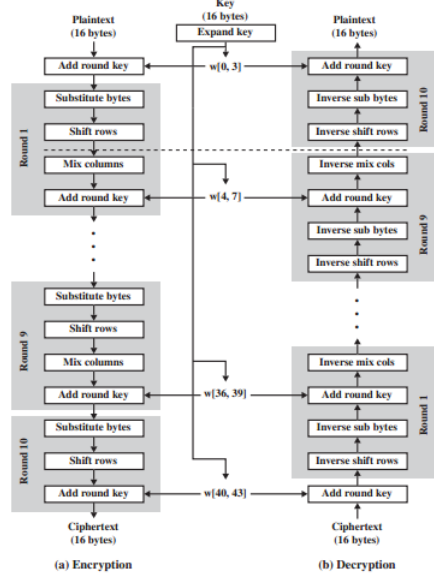 Key
(16 bytes)
Expand key
Plaintext
(16 bytes)
Add round key
Round 1
Substitute bytes
Shift rows
Mix columns
Add round key
Round 9
Substitute bytes
Shift rows
Mix columns
Add round key
Round 10
Substitute bytes
Shift rows
Add round key
Ciphertext
(16 bytes)
(a) Encryption
w[0, 3]
w[4, 7]
w[36, 39]
w[40, 43]
Plaintext
(16 bytes)
Add round key
Inverse sub bytes
Inverse shift rows
Round 10
Inverse mix cols
Add round key
Inverse sub bytes
Inverse shift rows
Round 9
Inverse mix cols
Add round key
Inverse sub bytes
Inverse shift rows
Round 1
Add round key
Ciphertext
(16 bytes)
(b) Decryption